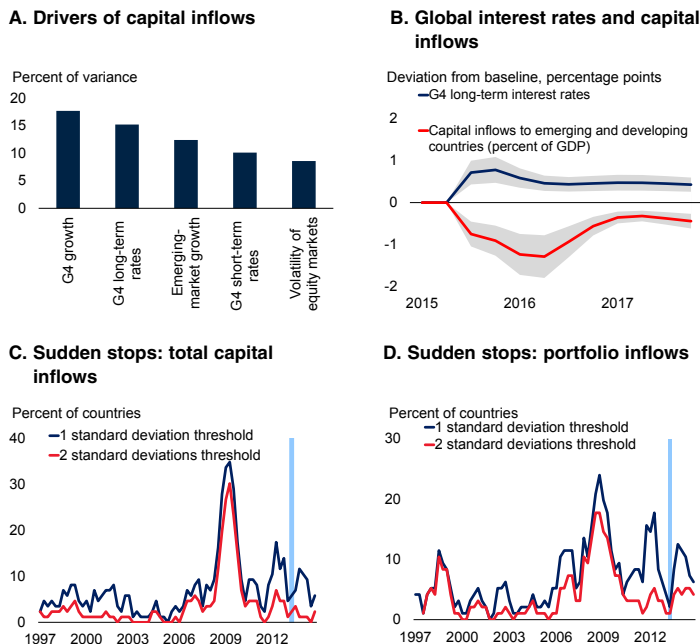 A. Drivers of capital inflows
Percent of variance
20
15
10
5
0
G4 growth
G4 long-term
rates
Emerging-
market growth
G4 short-term
rates
Volatility of
equity markets
B. Global interest rates and capital
inflows
Deviation from baseline, percentage points
G4 long-term interest rates
Capital inflows to emerging and developing
countries (percent of GDP)
2
1
0
-1
-2
2015 2016 2017
C. Sudden stops: total capital
inflows
Percent of countries
1 standard deviation threshold
2 standard deviations threshold
40
30
20
10
0
1997 2000 2003 2006 2009 2012
D. Sudden stops: portfolio inflows
Percent of countries
1 standard deviation threshold
2 standard deviations threshold
30
20
10
0
1997 2000 2003 2006 2009 2012